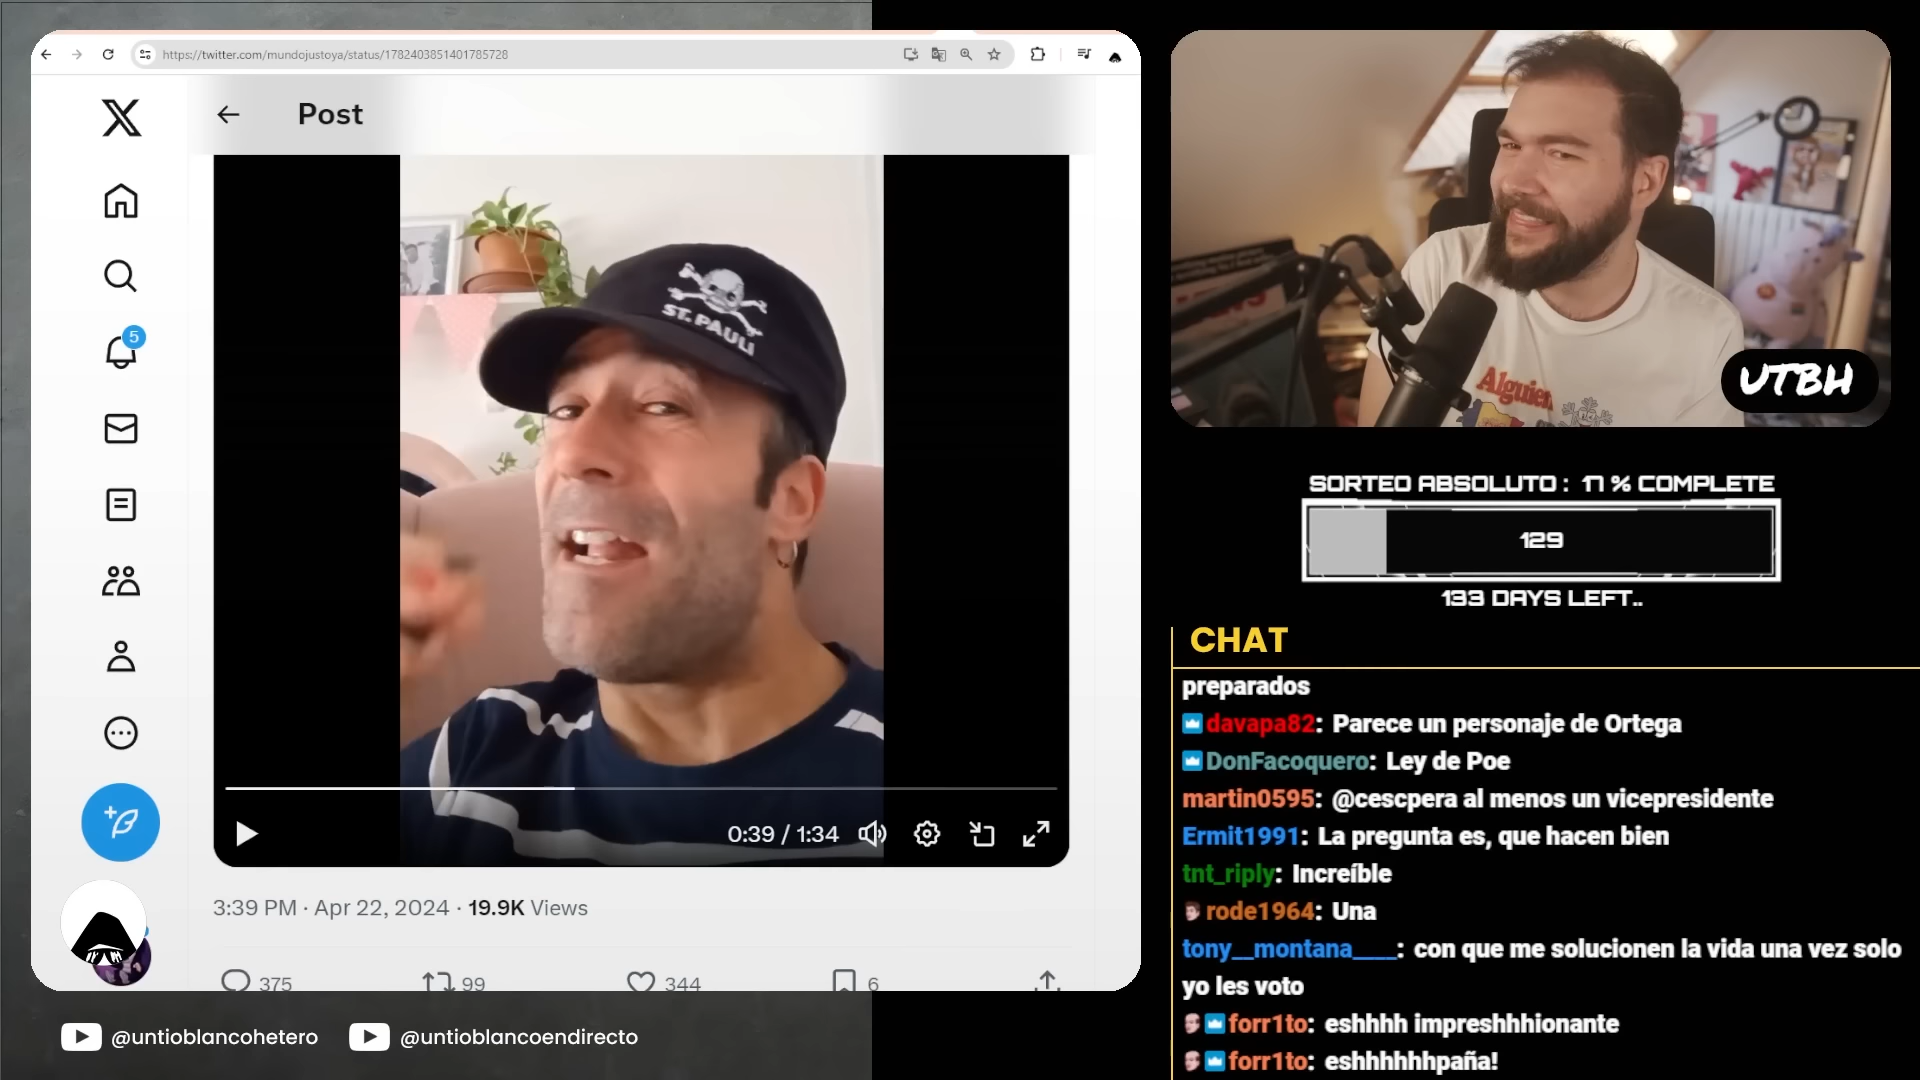 https://twitter.com/mundojustoya/status/1782403851401785728
Post
5
ST. PAULI
0:39 / 1:34
3:39 PM · Apr 22, 2024 · 19.9K Views
375
99
344
6
@untioblancohetero
@untioblancoendirecto
Alguien
UTBH
SORTEO ABSOLUTO : 17 % COMPLETE
129
133 DAYS LEFT..
CHAT
preparados
davapa82: Parece un personaje de Ortega
DonFacoquero: Ley de Poe
martin0595: @cescpera al menos un vicepresidente
Ermit1991: La pregunta es, que hacen bien
tnt_riply: Increíble
rode1964: Una
tony__montana____: con que me solucionen la vida una vez solo
yo les voto
forr1to: eshhhh impreshhhionante
forr1to: eshhhhhhpaña!